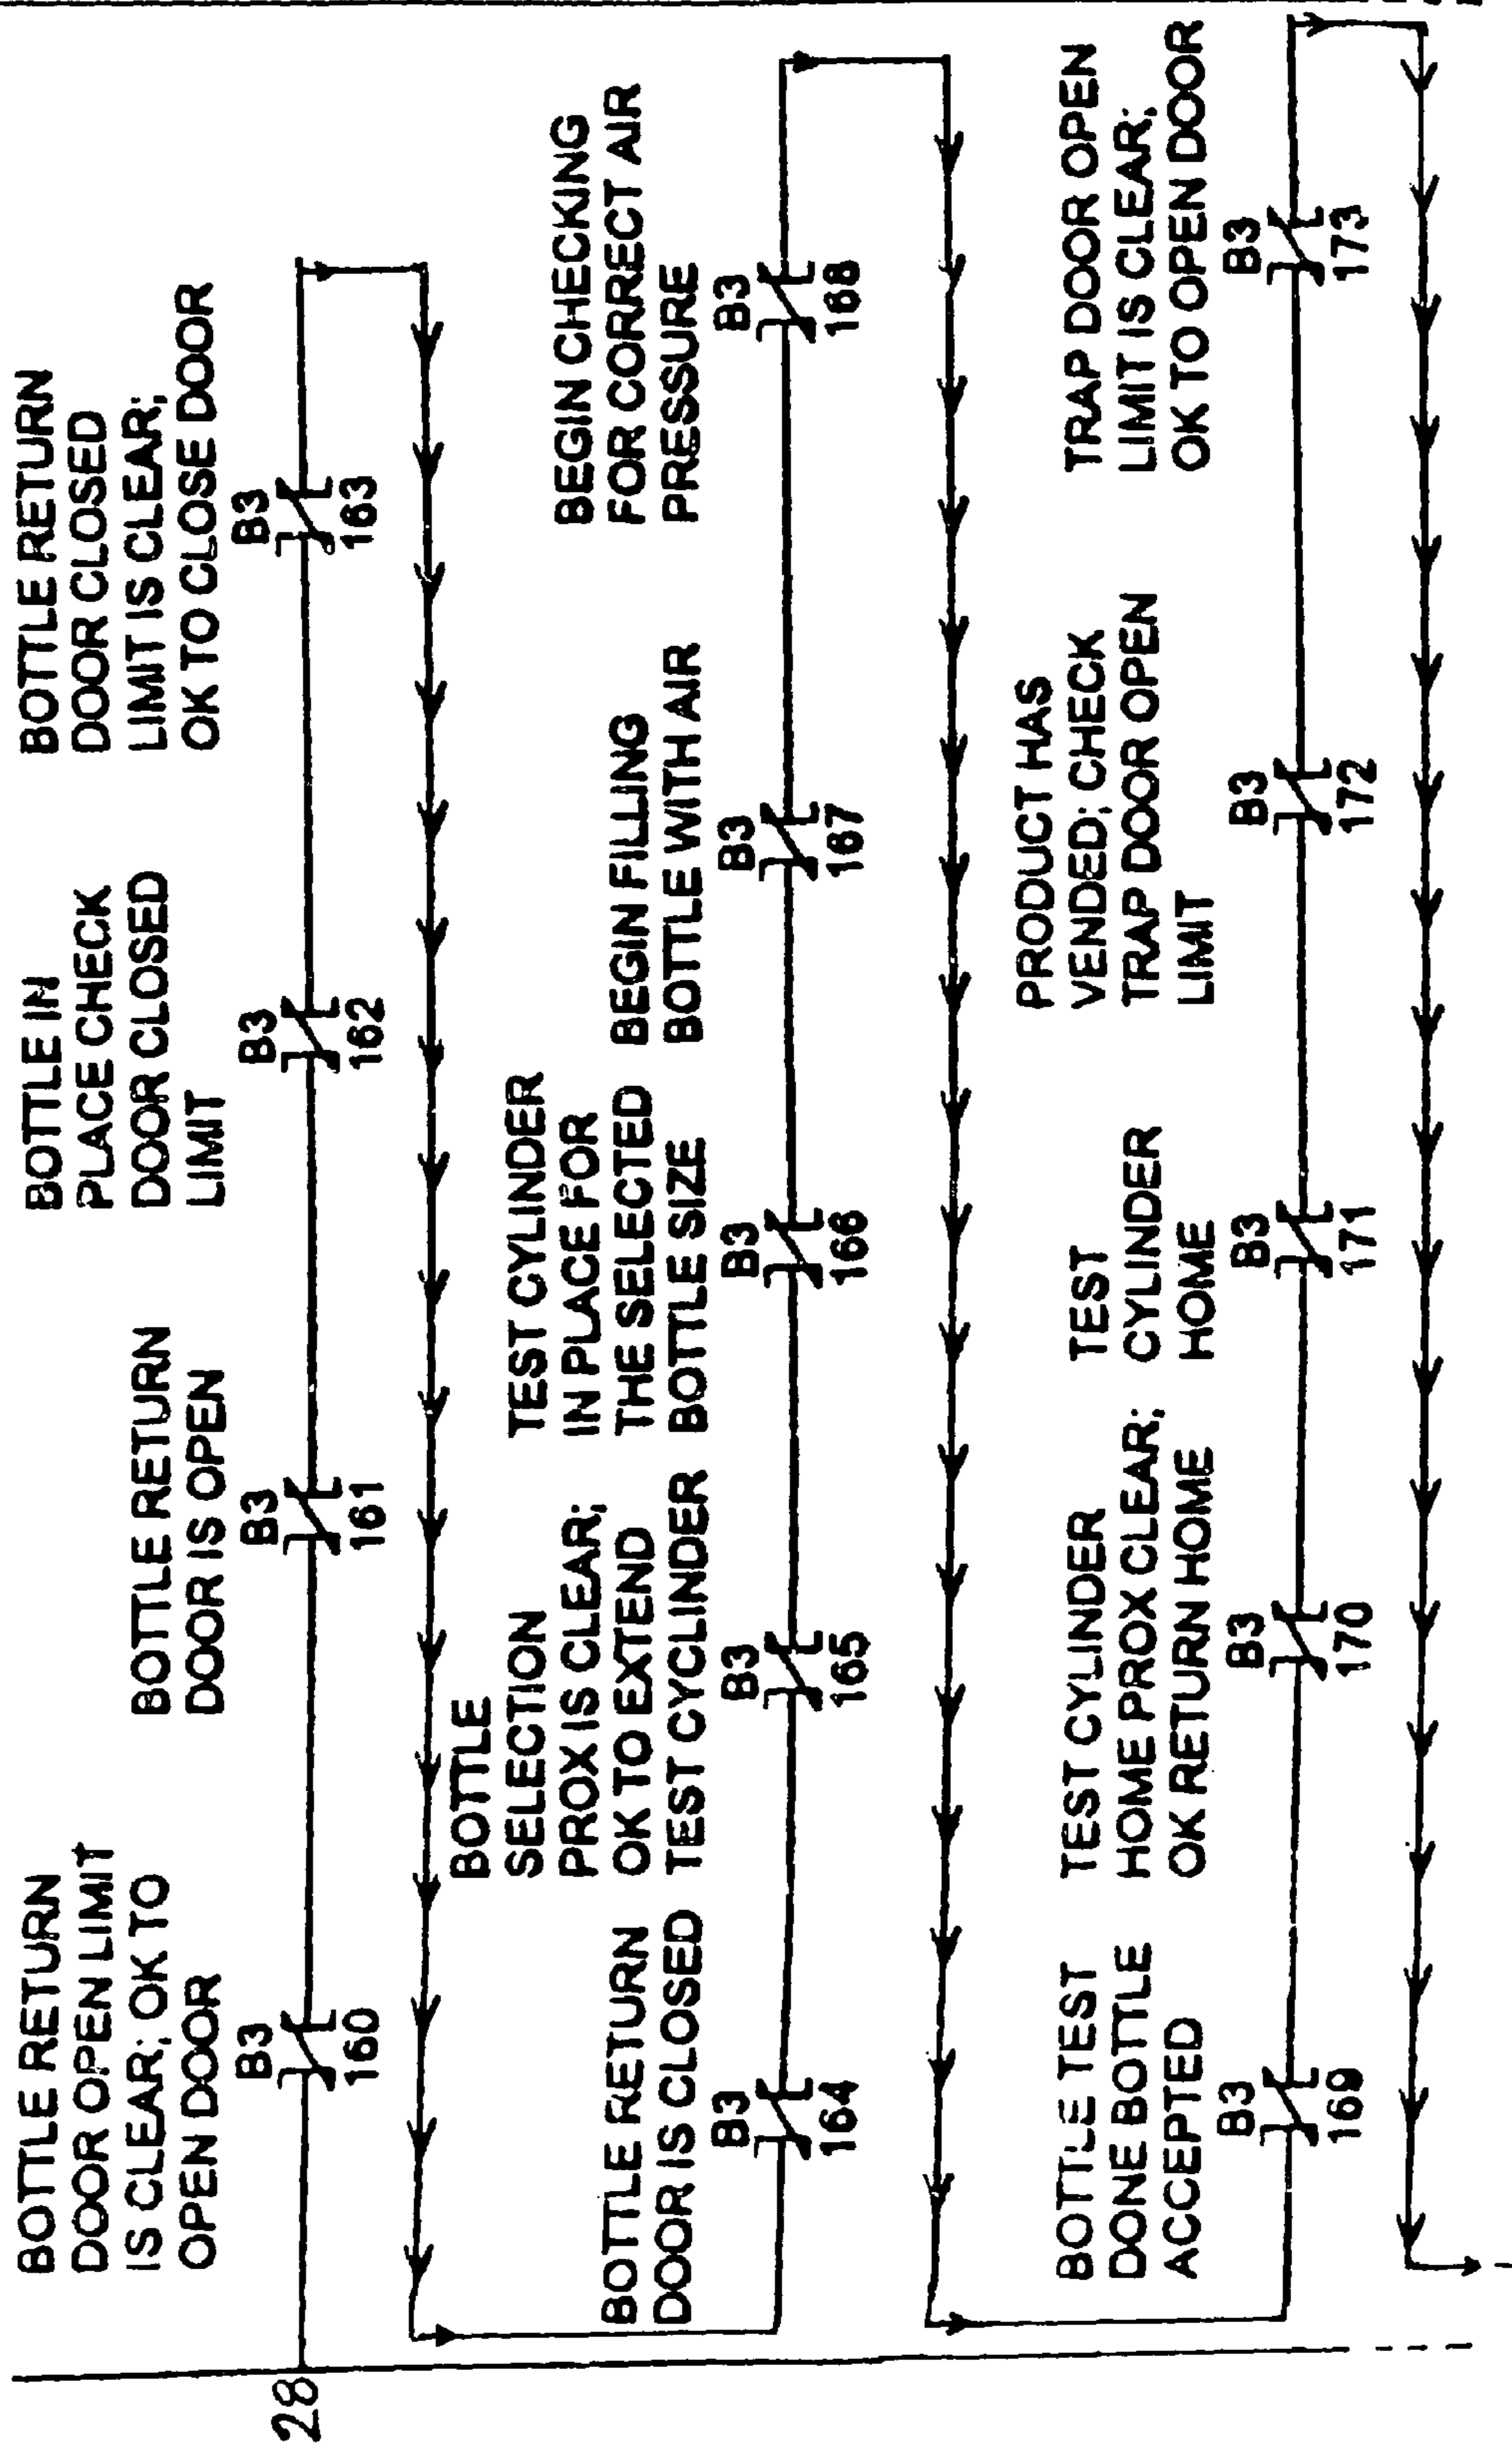 BOTTLE RETURN
DOOR OPEN LIMIT
IS CLEAR; OK TO
OPEN DOOR
B3
160
BOTTLE RETURN
DOOR IS OPEN
B3
161
BOTTLE IN
PLACE CHECK
DOOR CLOSED
LIMIT
B3
162
BOTTLE RETURN
DOOR CLOSED
LIMIT IS CLEAR;
OK TO CLOSE DOOR
B3
163
28
BOTTLE RETURN
DOOR IS CLOSED
B3
164
BOTTLE
SELECTION
PROX IS CLEAR;
OK TO EXTEND
TEST CYCLINDER
B3
165
TEST CYLINDER
IN PLACE FOR
THE SELECTED
BOTTLE SIZE
B3
166
BEGIN FILLING
BOTTLE WITH AIR
B3
167
BEGIN CHECKING
FOR CORRECT AIR
PRESSURE
B3
168
BOTTLE TEST
DONE BOTTLE
ACCEPTED
B3
169
TEST CYLINDER
HOME PROX CLEAR;
OK RETURN HOME
B3
170
TEST
CYLINDER
HOME
B3
171
PRODUCT HAS
VENDED; CHECK
TRAP DOOR OPEN
LIMIT
B3
172
TRAP DOOR OPEN
LIMIT IS CLEAR;
OK TO OPEN DOOR
B3
173